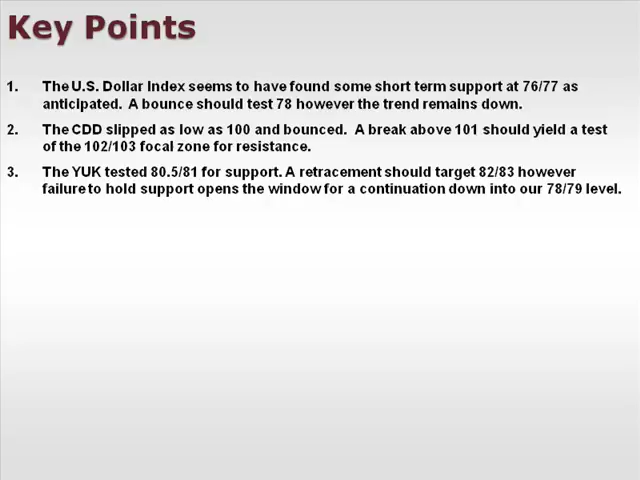 Key Points
1. The U.S. Dollar Index seems to have found some short term support at 76/77 as
anticipated. A bounce should test 78 however the trend remains down.
2. The CDD slipped as low as 100 and bounced. A break above 101 should yield a test
of the 102/103 focal zone for resistance.
3. The YUK tested 80.5/81 for support. A retracement should target 82/83 however
failure to hold support opens the window for a continuation down into our 78/79 level.